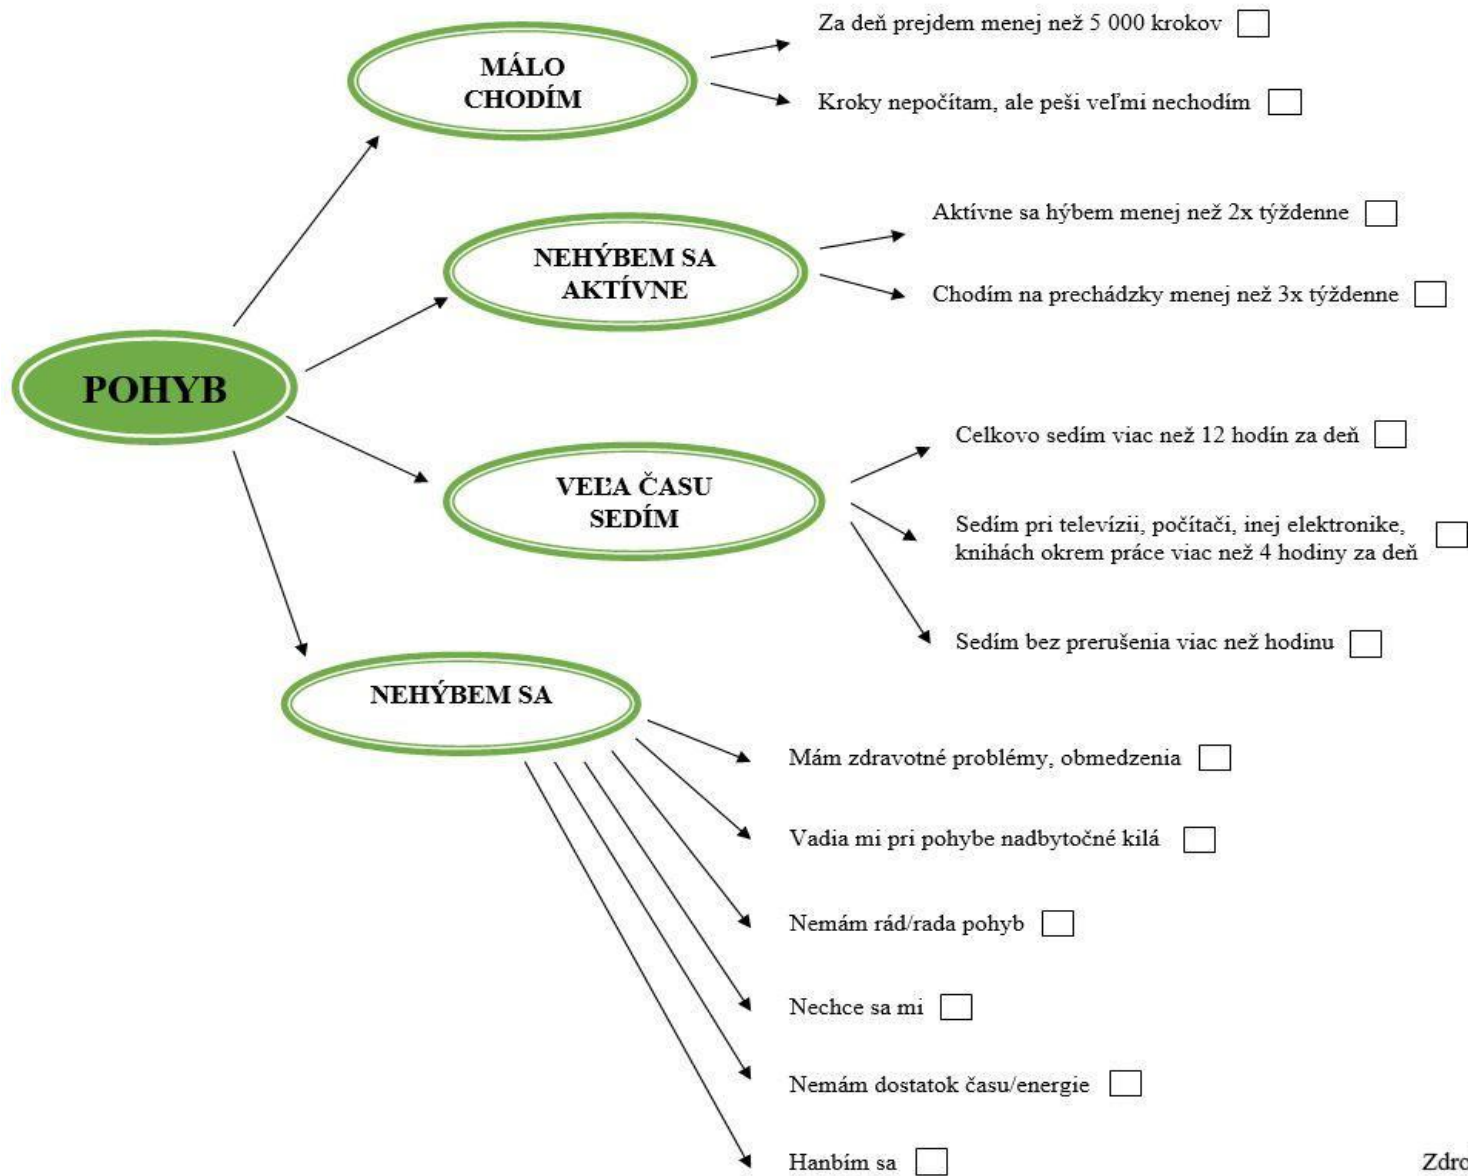 Za deň prejdem menej než 5 000 krokov
MÁLO
CHODÍM
Kroky nepočítam, ale peši veľmi nechodím
Aktívne sa hýbem menej než 2x týždenne
NEHÝBEM SA
AKTÍVNE
Chodím na prechádzky menej než 3x týždenne
POHYB
Celkovo sedím viac než 12 hodín za deň
VEĽA ČASU
SEDÍM
Sedím pri televízii, počítači, inej elektronike,
knihách okrem práce viac než 4 hodiny za deň
Sedím bez prerušenia viac než hodinu
NEHÝBEM SA
Mám zdravotné problémy, obmedzenia
Vadia mi pri pohybe nadbytočné kilá
Nemám rád/rada pohyb
Nechce sa mi
Nemám dostatok času/energie
Hanbím sa